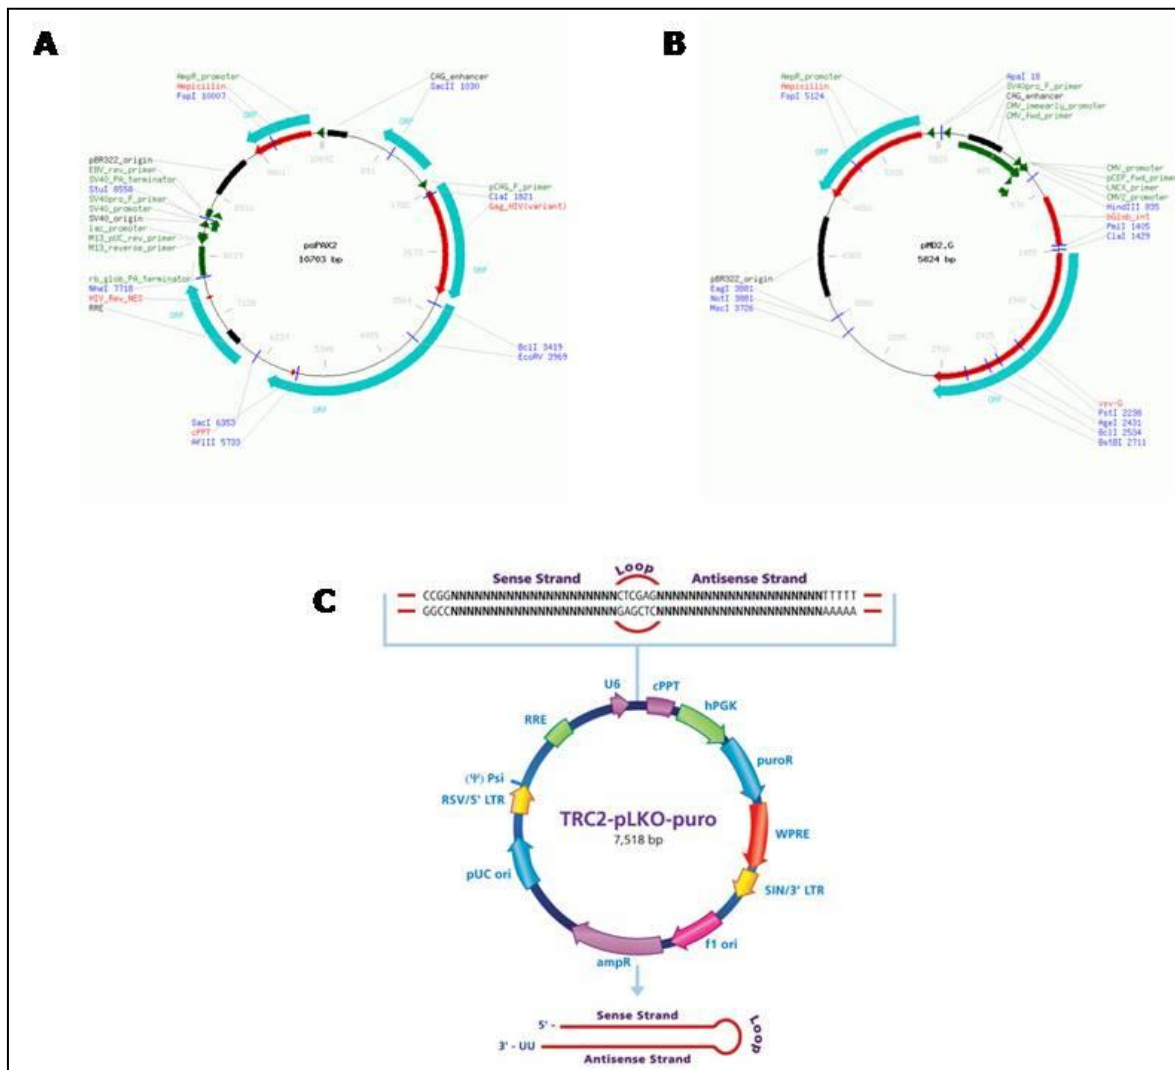 A
AmpR_promoter
Ampicillin
FspI 10007
CAG_enhancer
SacII 1030
ORF
pBR322_origin
EBV_rev_primer
SV40_PA_terminator
StuI 8550
SV40pro_F_primer
SV40_promoter
SV40_origin
lac_promoter
M13_pUC_rev_primer
M13_reverse_primer
pCAG_F_primer
ClaI 1821
Gag_HIV(variant)
10703 bp
rb_glob_PA_terminator
NheI 7718
HIV_Rev_NES
RRE
ORF
BclI 3419
EcoRV 3969
ORF
SacI 6353
cPPT
AflII 5733
B
AmpR_promoter
Ampicillin
FspI 5124
ApaI 18
SV40pro_F_primer
CAG_enhancer
CMV_immearly_promoter
CMV_fwd_primer
ORF
CMV_promoter
pCEP_fwd_primer
LNCX_primer
CMV2_promoter
HindIII 835
bGlob_int
PmlI 1405
ClaI 1429
pMD2.G
5824 bp
pBR322_origin
EagI 3881
NotI 3881
MscI 3726
ORF
vsv-G
PstI 2238
AgeI 2431
BclI 2534
BstBI 2711
C
Sense Strand Loop Antisense Strand
CCGGNNNNNNNNNNNNNNNNNNNNNCTCGAGNNNNNNNNNNNNNNNNNNNNNTTTTT
GGCCNNNNNNNNNNNNNNNNNNNNNGAGCTCNNNNNNNNNNNNNNNNNNNNNAAAAA
U6
cPPT
hPGK
RRE
puroR
(Ψ) Psi
RSV/5' LTR
TRC2-pLKO-puro
7,518 bp
WPRE
pUC ori
SIN/3' LTR
f1 ori
ampR
Sense Strand
5' -
Loop
3' - UU
Antisense Strand